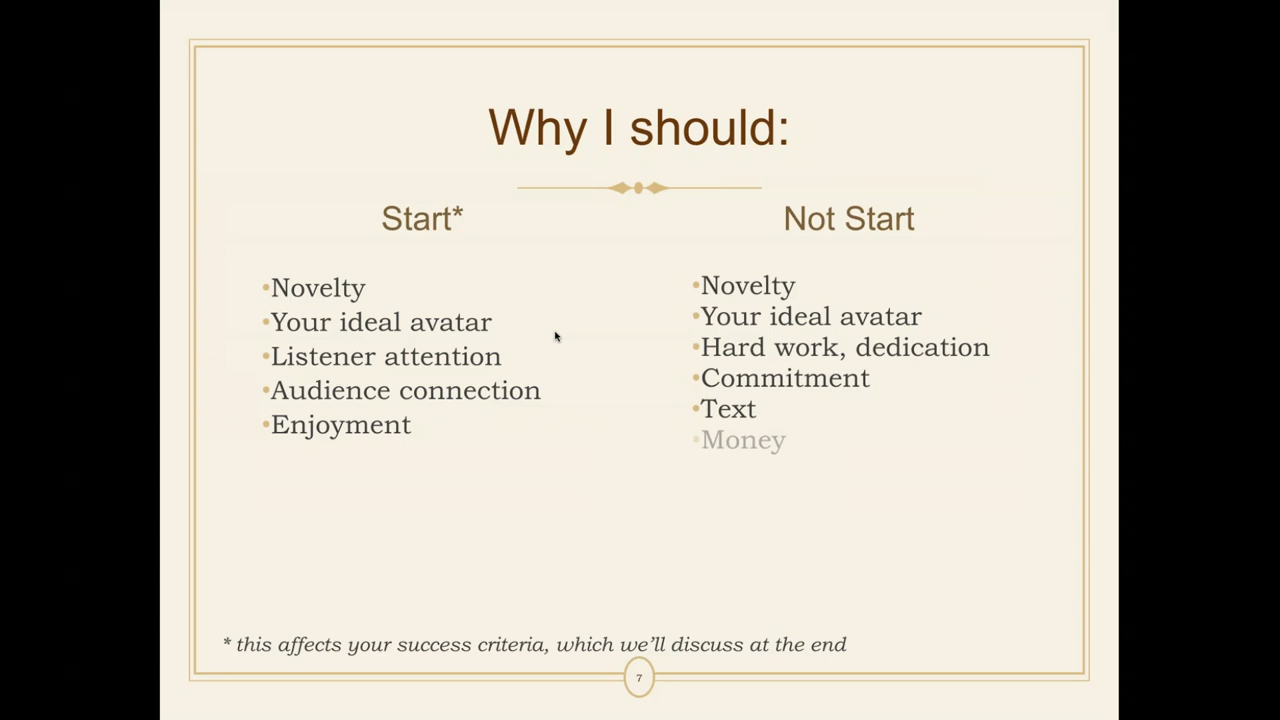 Why I should:
Start*
•Novelty
•Your ideal avatar
•Listener attention
•Audience connection
•Enjoyment
Not Start
•Novelty
•Your ideal avatar
•Hard work, dedication
•Commitment
•Text
•Money
* this affects your success criteria, which we’ll discuss at the end
7